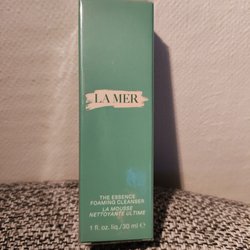 LA MER
THE ESSENCE
FOAMING CLEANSER
LA MOUSSE
NETTOYANTE ULTIME
1 fl. oz. liq./30 ml ℮